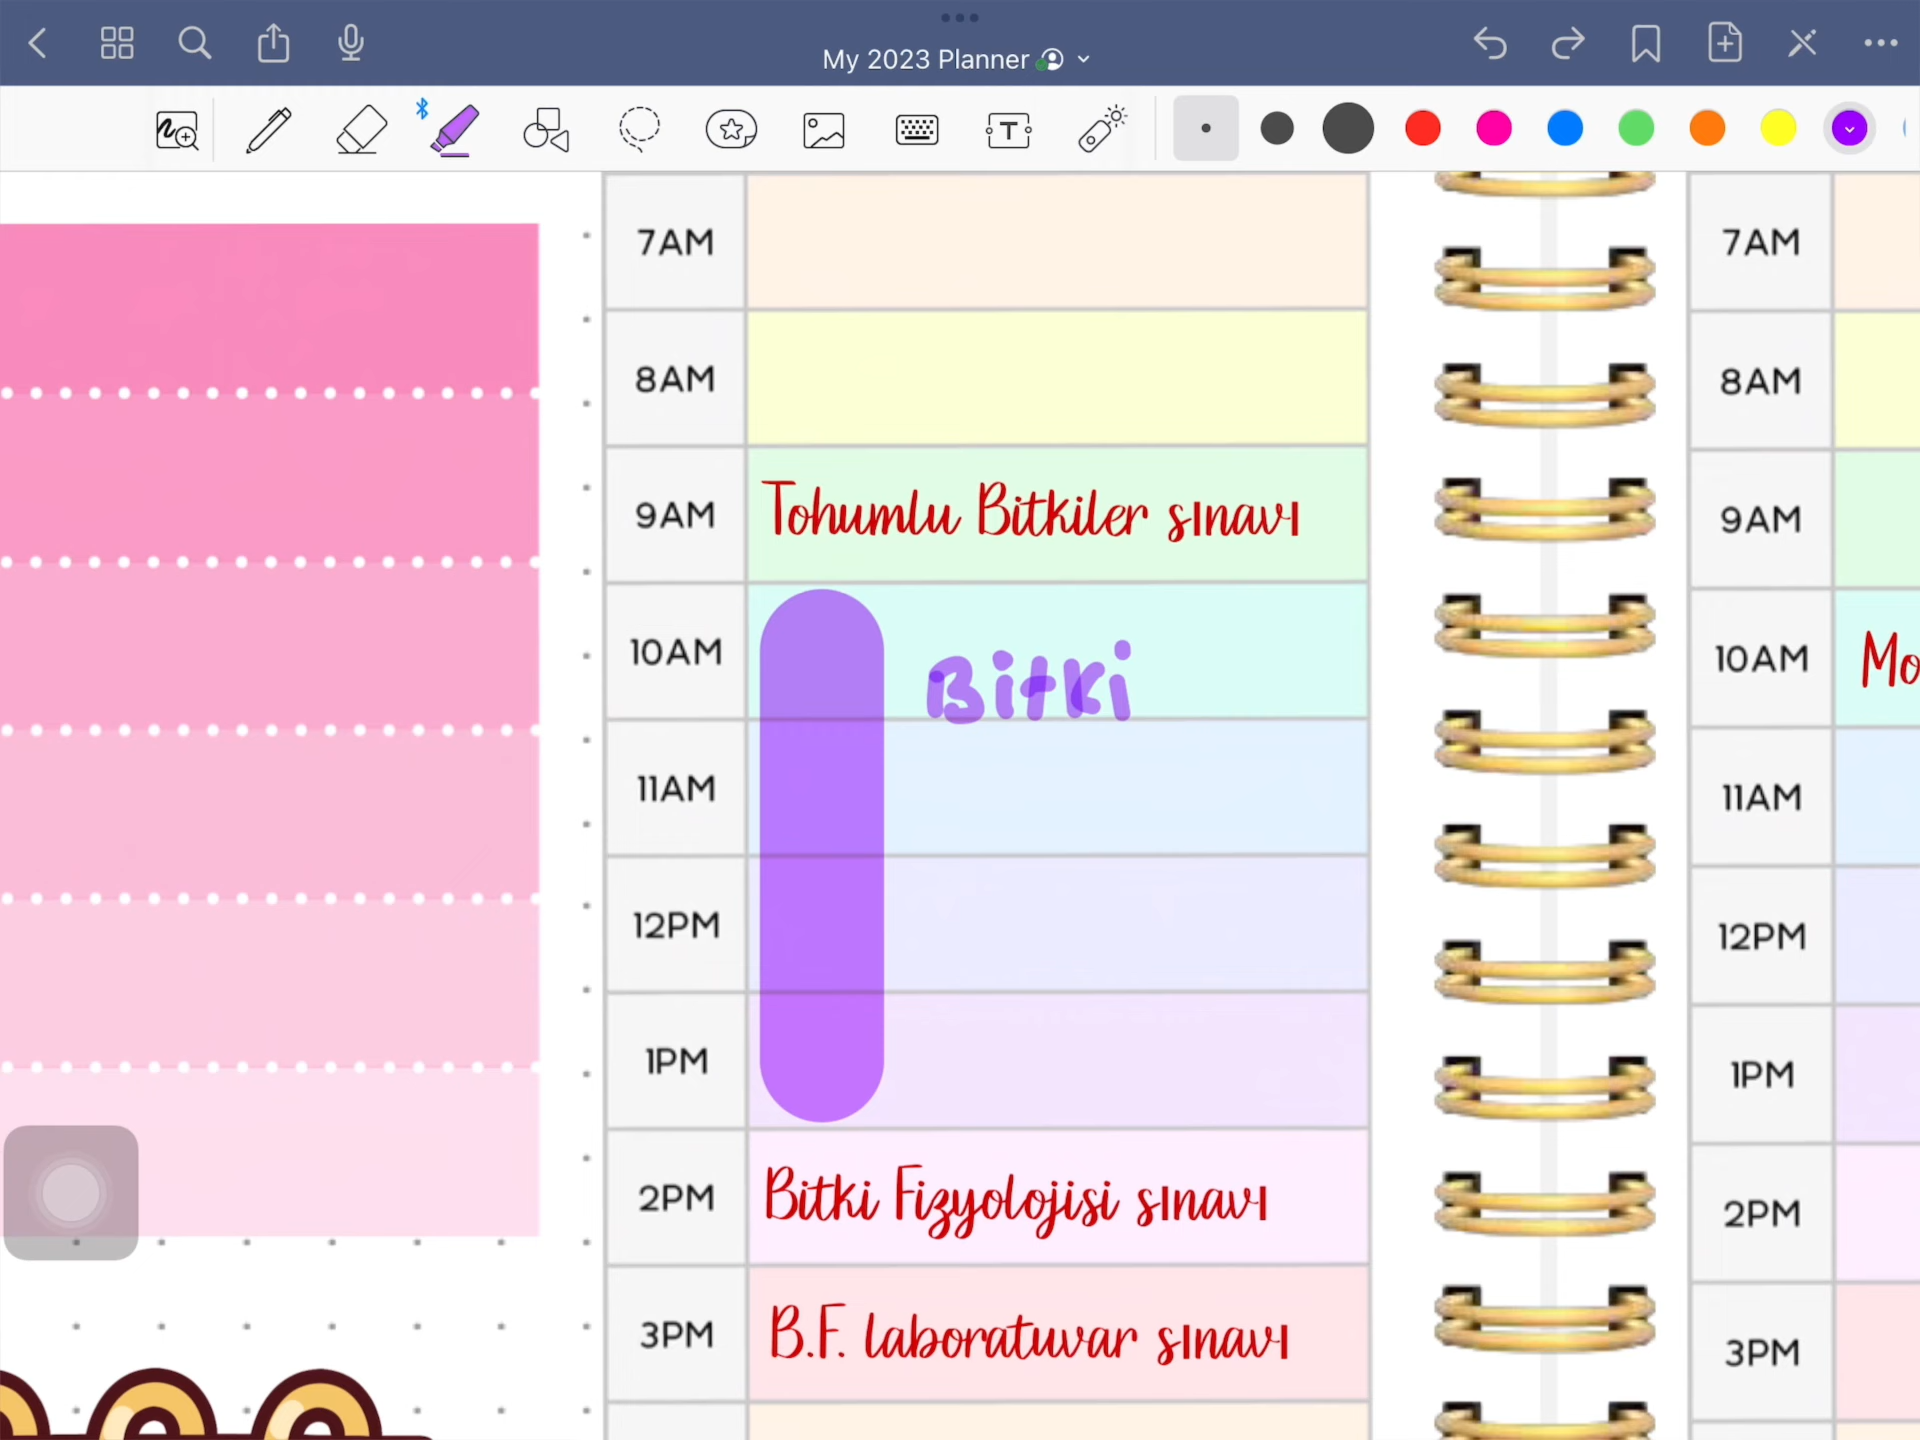 My 2023 Planner
7AM
8AM
9AM Tohumlu Bitkiler sınavı
10AM Bitki
11AM
12PM
1PM
2PM Bitki Fizyolojisi sınavı
3PM B.F. laboratuvar sınavı
7AM
8AM
9AM
10AM Mo
11AM
12PM
1PM
2PM
3PM